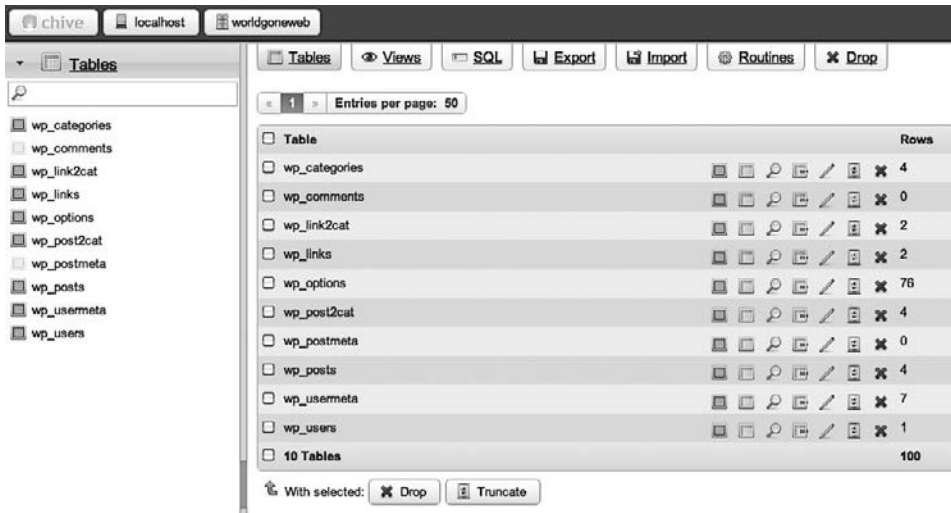 chive localhost worldgoneweb
Tables
wp_categories
wp_comments
wp_link2cat
wp_links
wp_options
wp_post2cat
wp_postmeta
wp_posts
wp_usermeta
wp_users
Tables Views SQL Export Import Routines Drop
« 1 » Entries per page: 50
Table Rows
wp_categories 4
wp_comments 0
wp_link2cat 2
wp_links 2
wp_options 76
wp_post2cat 4
wp_postmeta 0
wp_posts 4
wp_usermeta 7
wp_users 1
10 Tables 100
With selected: Drop Truncate